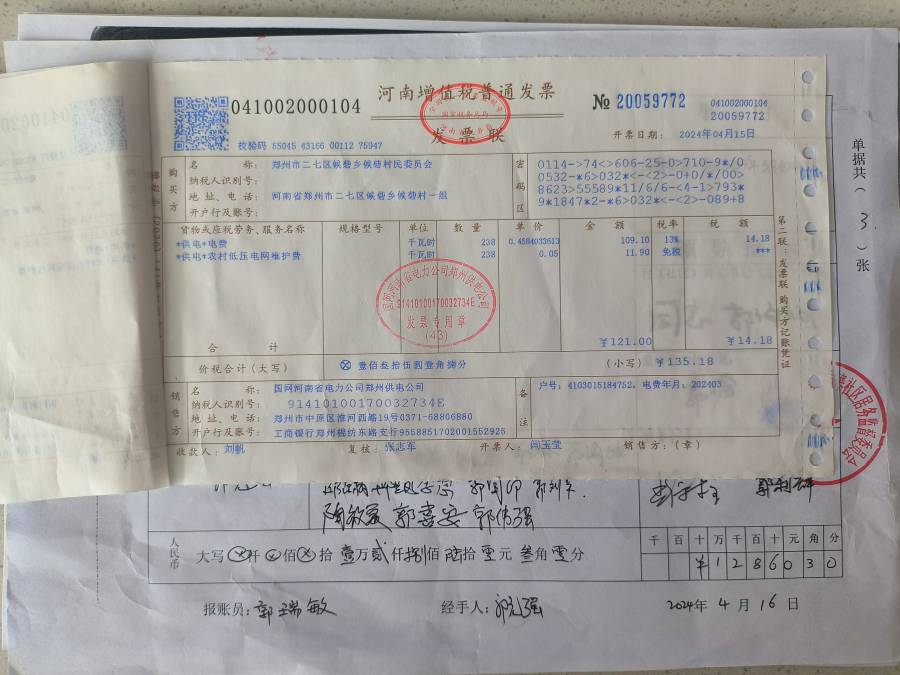 041002000104
河南增值税普通发票
发票联
№ 20059772
041002000104
20059772
校验码 55045 43166 00112 75947
开票日期: 2024年04月15日
购买方
名称: 郑州市二七区候砦乡候砦村民委员会
纳税人识别号:
地址、电话: 河南省郑州市二七区候砦乡候砦村一组
开户行及账号:
密码区
0114->74<>606-25-0>710-9*/0
0532-*6>032*<-<2>-0+0/*/00>
8623>55589*11/6/6-<4-1>793*
9*1847*2-*6>032*<-<2>-089+8
货物或应税劳务、服务名称 规格型号 单位 数量 单价 金额 税率 税额
*供电*电费 千瓦时 238 0.4584033613 109.10 13% 14.18
*供电*农村低压电网维护费 千瓦时 238 0.05 11.90 免税 ***
国网河南省电力公司郑州供电公司
91410100170032734E
发票专用章
(43)
合计 ¥121.00 ¥14.18
价税合计(大写) ⊗ 壹佰叁拾伍圆壹角捌分 (小写) ¥135.18
销售方
名称: 国网河南省电力公司郑州供电公司
纳税人识别号: 91410100170032734E
地址、电话: 郑州市中原区淮河西路19号0371-68806880
开户行及账号: 工商银行郑州棉纺东路支行9558851702001552925
备注
户号: 4103015184752, 电费年月: 202403
收款人: 刘帆 复核: 张志军 开票人: 闫玉莹 销售方: (章)
第二联: 发票联 购买方记账凭证
单据共(3)张
郭喜安 郭伟强
人民币
大写⊗仟⊗佰⊗拾壹万贰仟捌佰陆拾零元叁角零分
千百十万千百十元角分
¥1286030
报账员: 郭瑞敏 经手人:
2024年4月16日